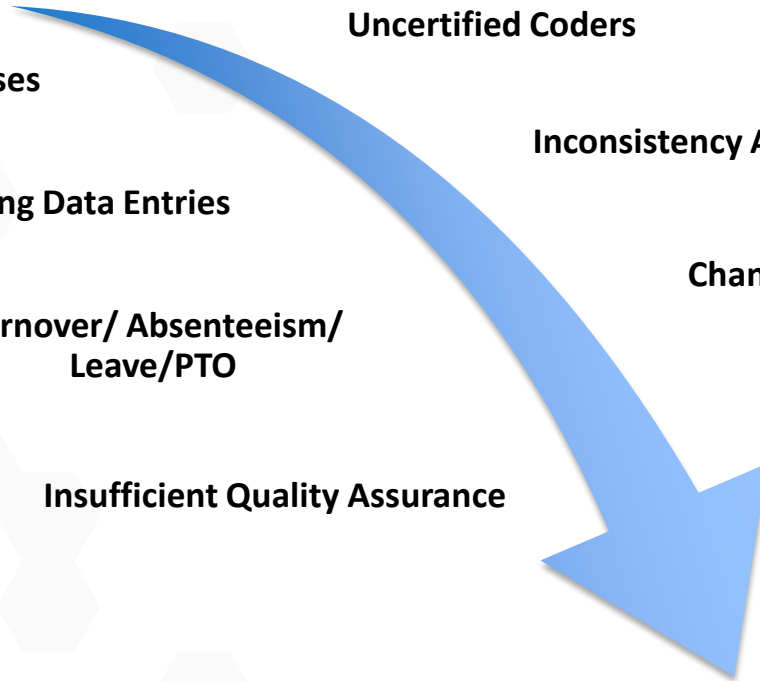 Uncertified Coders
ses
Inconsistency A
ng Data Entries
Chan
rnover/ Absenteeism/
Leave/PTO
Insufficient Quality Assurance